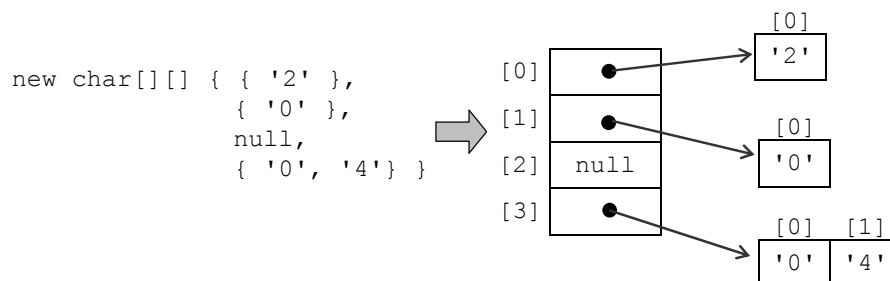 new char[][] { { '2' },
{ '0' },
null,
{ '0', '4'} }
[0]
[1]
[2] null
[3]
[0]
'2'
[0]
'0'
[0] [1]
'0' '4'